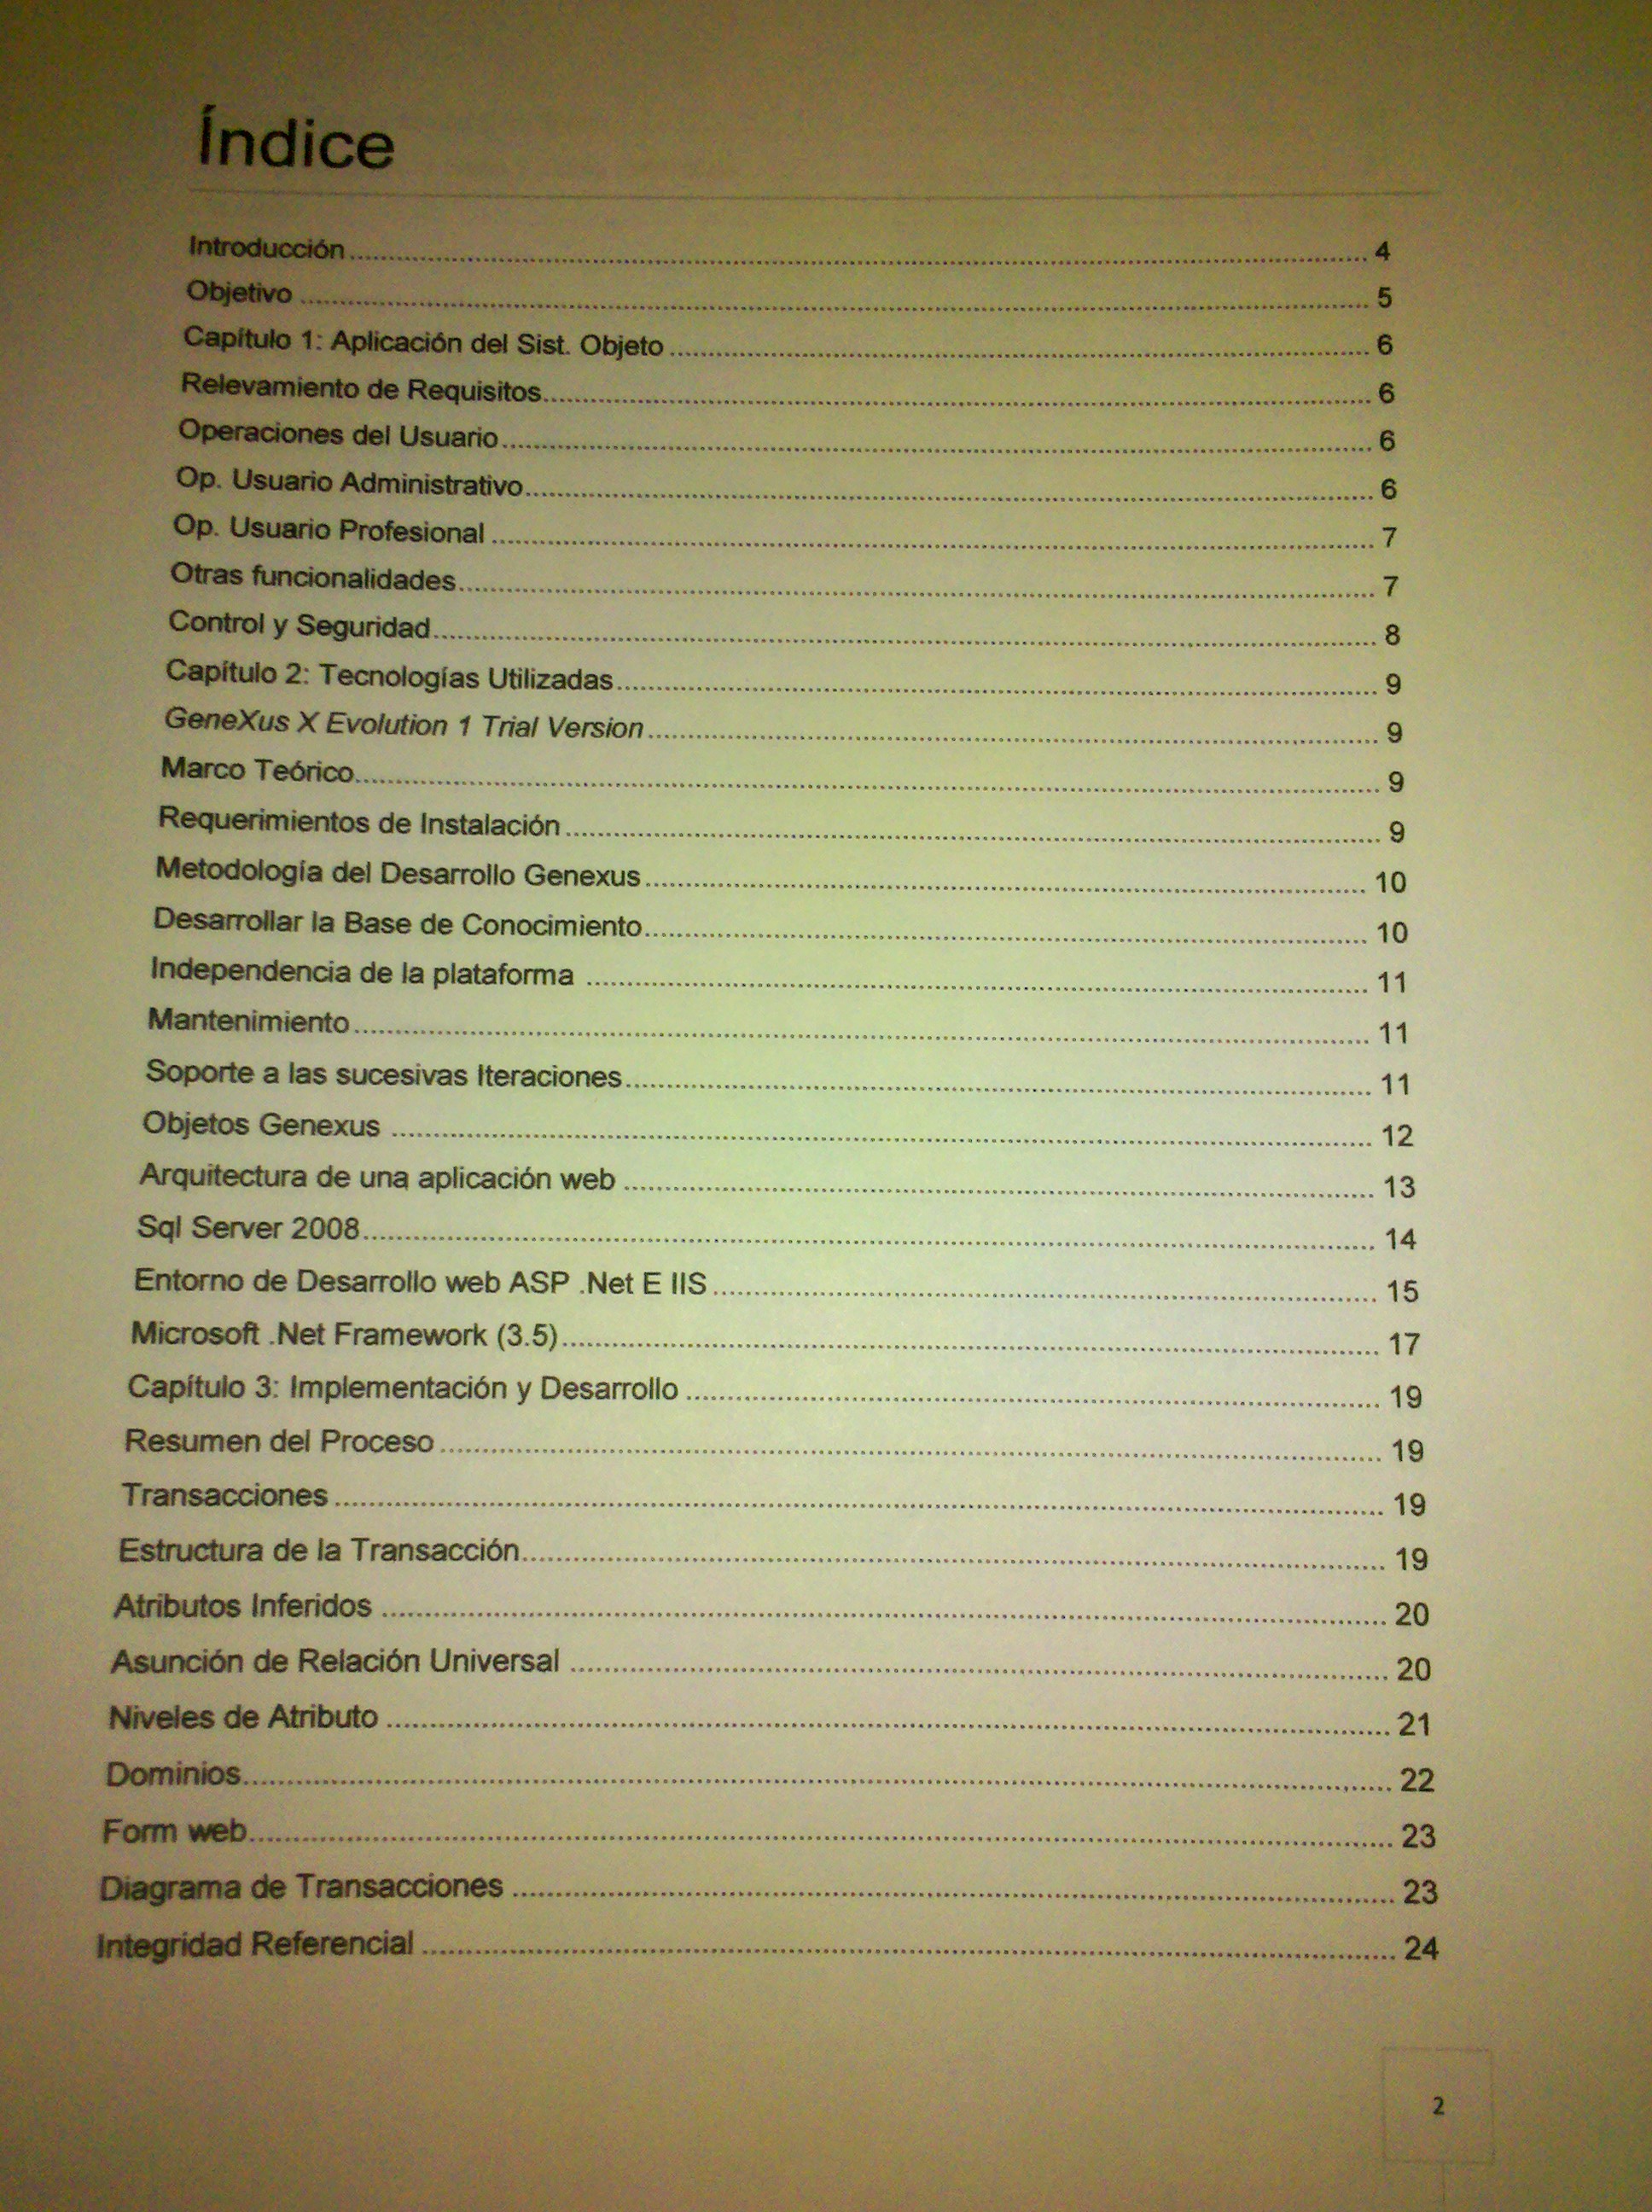 Índice
Introducción.......... 4
Objetivo .......... 5
Capítulo 1: Aplicación del Sist. Objeto .......... 6
Relevamiento de Requisitos.......... 6
Operaciones del Usuario.......... 6
Op. Usuario Administrativo.......... 6
Op. Usuario Profesional .......... 7
Otras funcionalidades.......... 7
Control y Seguridad.......... 8
Capítulo 2: Tecnologías Utilizadas.......... 9
GeneXus X Evolution 1 Trial Version.......... 9
Marco Teórico.......... 9
Requerimientos de Instalación.......... 9
Metodología del Desarrollo Genexus.......... 10
Desarrollar la Base de Conocimiento.......... 10
Independencia de la plataforma .......... 11
Mantenimiento.......... 11
Soporte a las sucesivas Iteraciones.......... 11
Objetos Genexus .......... 12
Arquitectura de una aplicación web .......... 13
Sql Server 2008.......... 14
Entorno de Desarrollo web ASP .Net E IIS.......... 15
Microsoft .Net Framework (3.5).......... 17
Capítulo 3: Implementación y Desarrollo .......... 19
Resumen del Proceso.......... 19
Transacciones.......... 19
Estructura de la Transacción.......... 19
Atributos Inferidos .......... 20
Asunción de Relación Universal .......... 20
Niveles de Atributo .......... 21
Dominios.......... 22
Form web.......... 23
Diagrama de Transacciones .......... 23
Integridad Referencial .......... 24
2